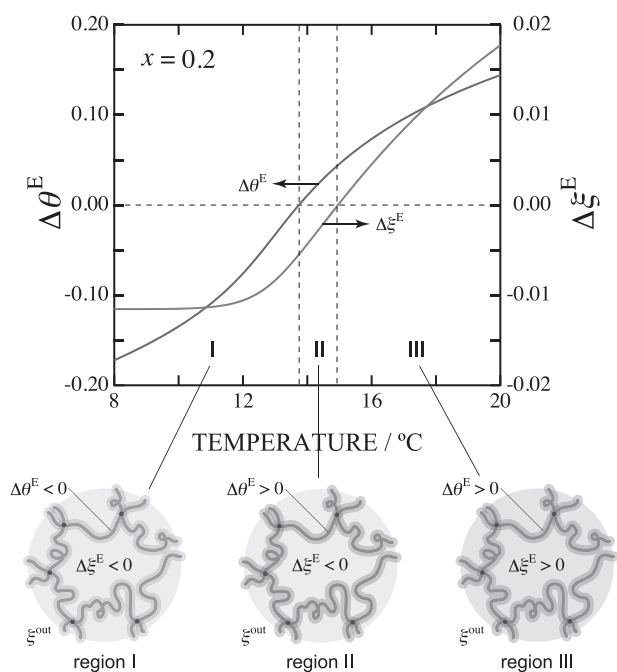 x = 0.2
0.20
0.10
0.00
-0.10
-0.20
Δθᴱ
0.02
0.01
0.00
-0.01
-0.02
Δξᴱ
Δθᴱ
Δξᴱ
I II III
8 12 16 20
TEMPERATURE / ºC
Δθᴱ < 0 Δθᴱ > 0 Δθᴱ > 0
Δξᴱ < 0 Δξᴱ < 0 Δξᴱ > 0
ξᵒᵘᵗ ξᵒᵘᵗ ξᵒᵘᵗ
region I region II region III